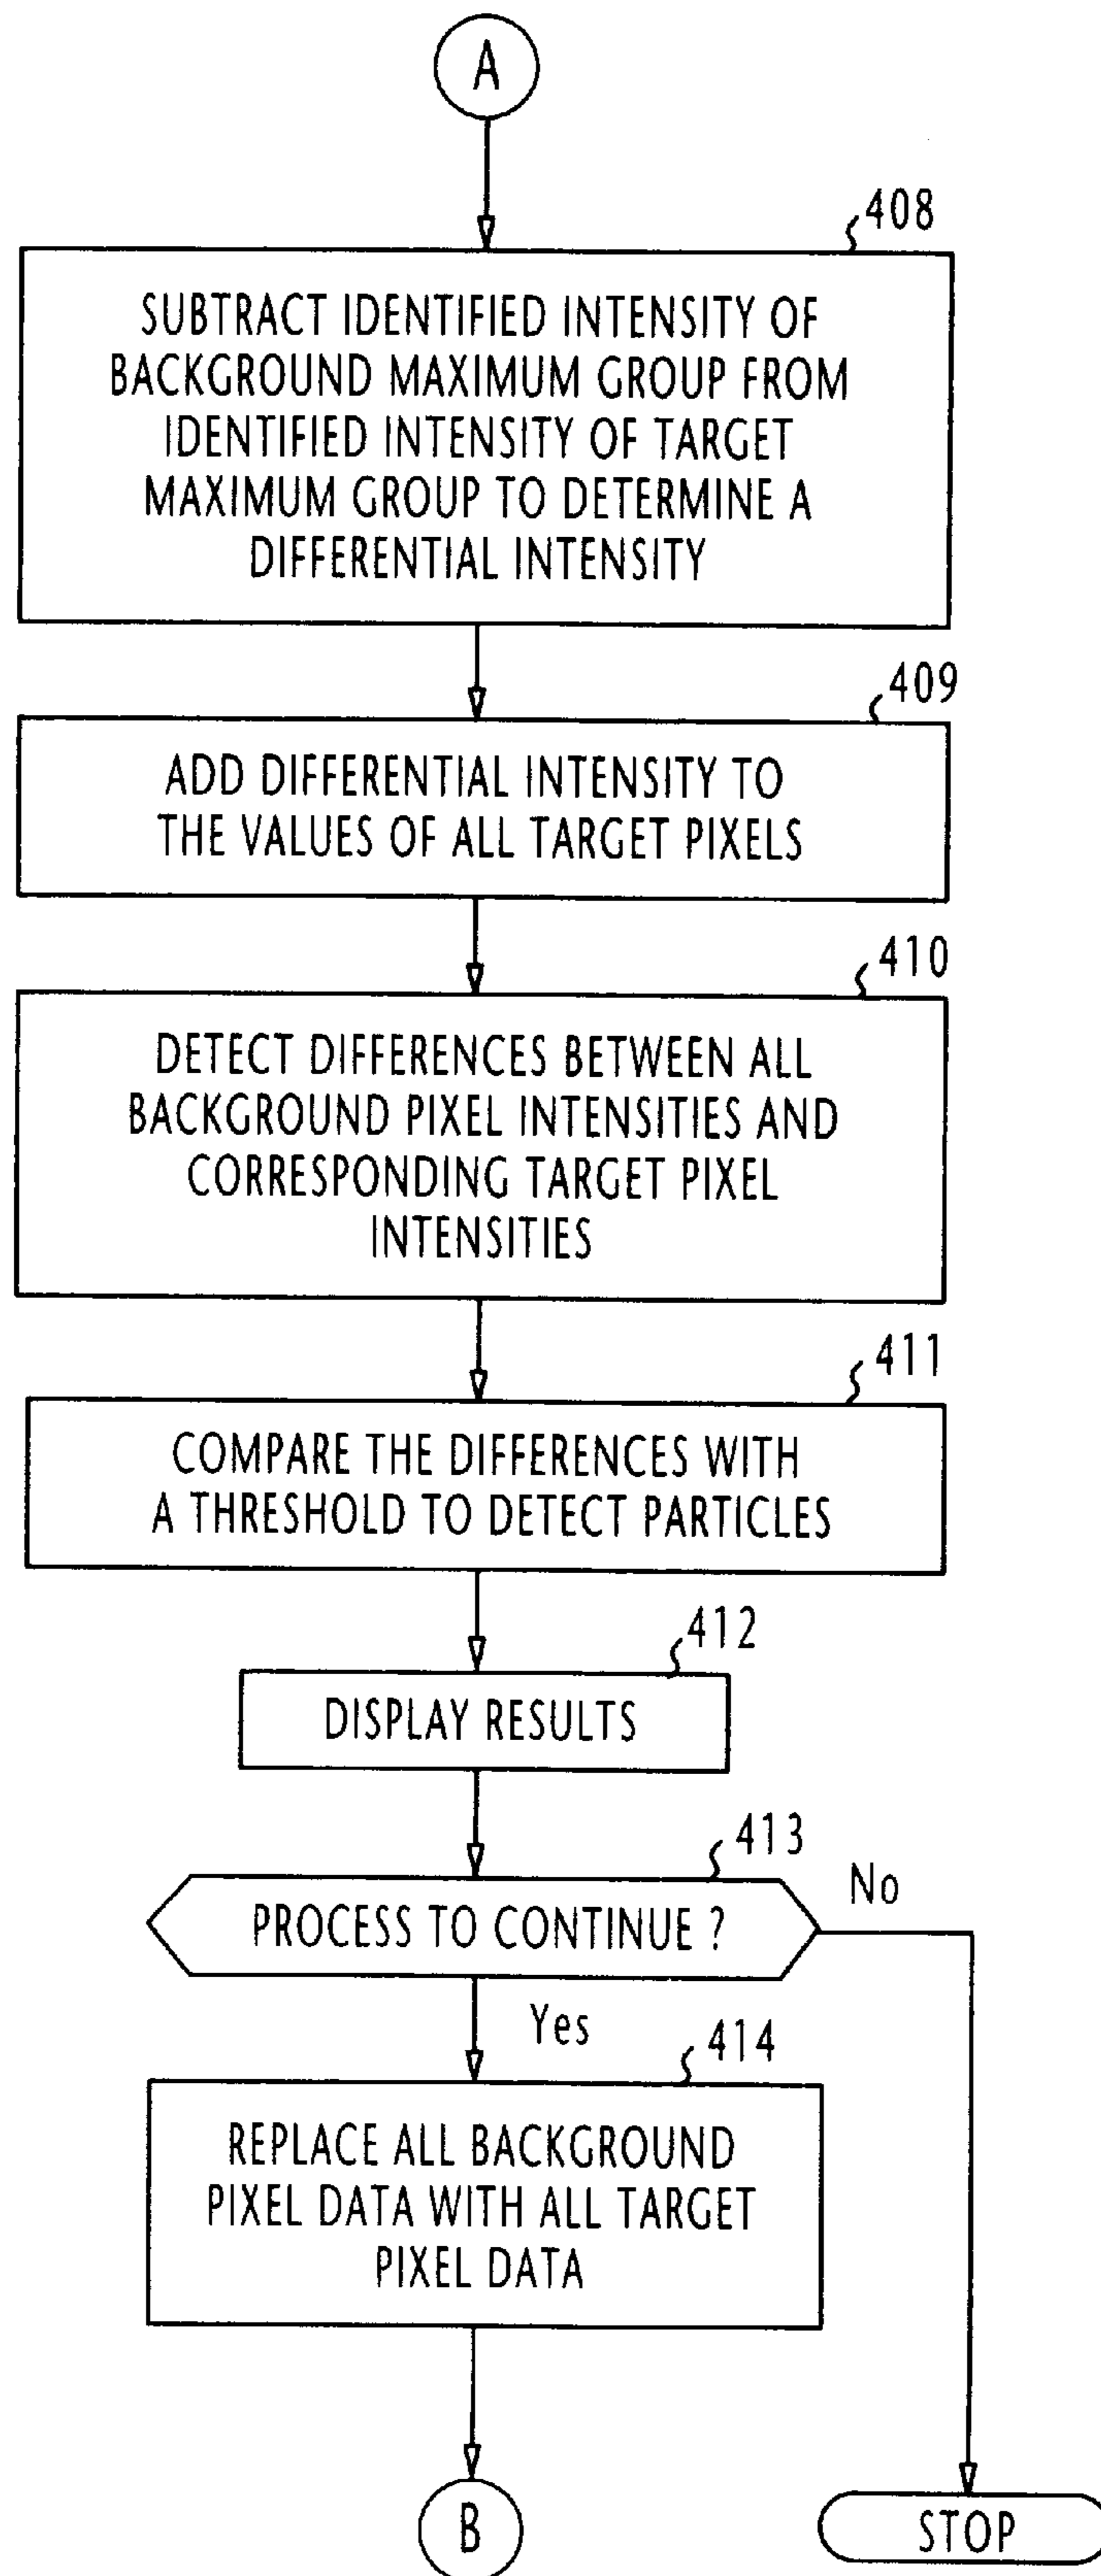 A
408
SUBTRACT IDENTIFIED INTENSITY OF
BACKGROUND MAXIMUM GROUP FROM
IDENTIFIED INTENSITY OF TARGET
MAXIMUM GROUP TO DETERMINE A
DIFFERENTIAL INTENSITY
409
ADD DIFFERENTIAL INTENSITY TO
THE VALUES OF ALL TARGET PIXELS
410
DETECT DIFFERENCES BETWEEN ALL
BACKGROUND PIXEL INTENSITIES AND
CORRESPONDING TARGET PIXEL
INTENSITIES
411
COMPARE THE DIFFERENCES WITH
A THRESHOLD TO DETECT PARTICLES
412
DISPLAY RESULTS
413
PROCESS TO CONTINUE ?
No
Yes
414
REPLACE ALL BACKGROUND
PIXEL DATA WITH ALL TARGET
PIXEL DATA
B
STOP